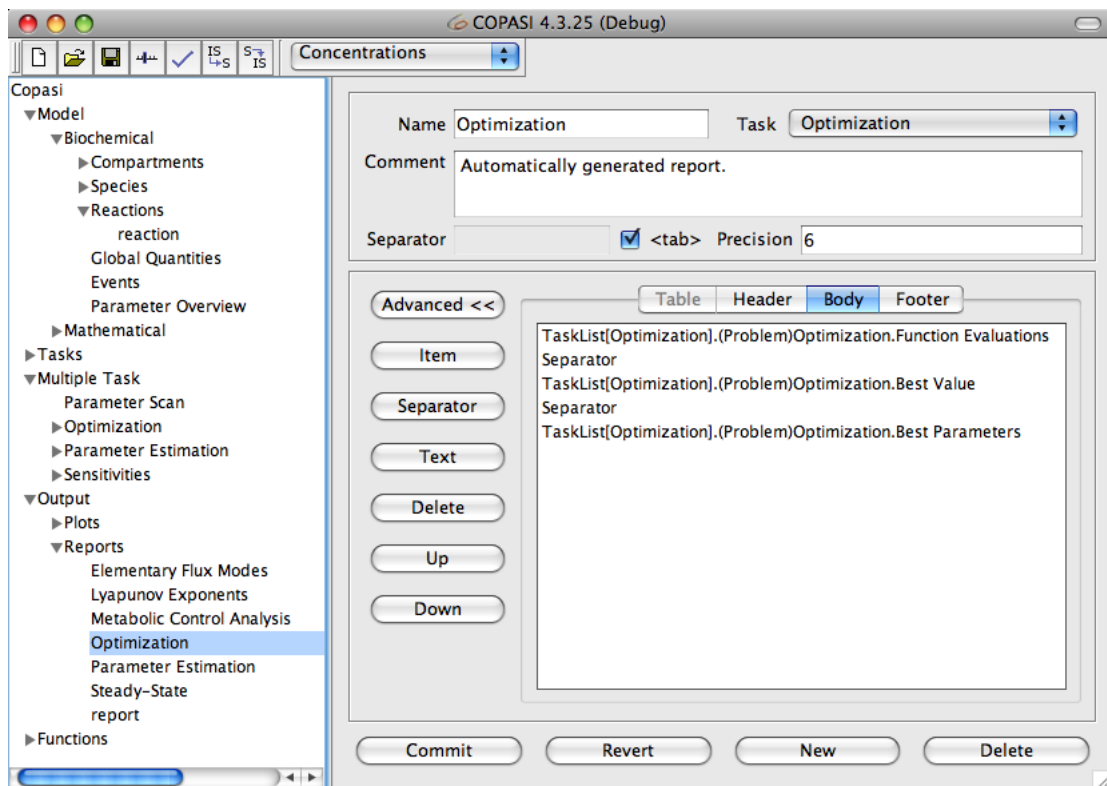 COPASI 4.3.25 (Debug)
IS S S IS Concentrations
Copasi
Model
Biochemical
Compartments
Species
Reactions
reaction
Global Quantities
Events
Parameter Overview
Mathematical
Tasks
Multiple Task
Parameter Scan
Optimization
Parameter Estimation
Sensitivities
Output
Plots
Reports
Elementary Flux Modes
Lyapunov Exponents
Metabolic Control Analysis
Optimization
Parameter Estimation
Steady-State
report
Functions
Name Optimization Task Optimization
Comment Automatically generated report.
Separator <tab> Precision 6
Advanced <<
Item
Separator
Text
Delete
Up
Down
Table Header Body Footer
TaskList[Optimization].(Problem)Optimization.Function Evaluations
Separator
TaskList[Optimization].(Problem)Optimization.Best Value
Separator
TaskList[Optimization].(Problem)Optimization.Best Parameters
Commit Revert New Delete